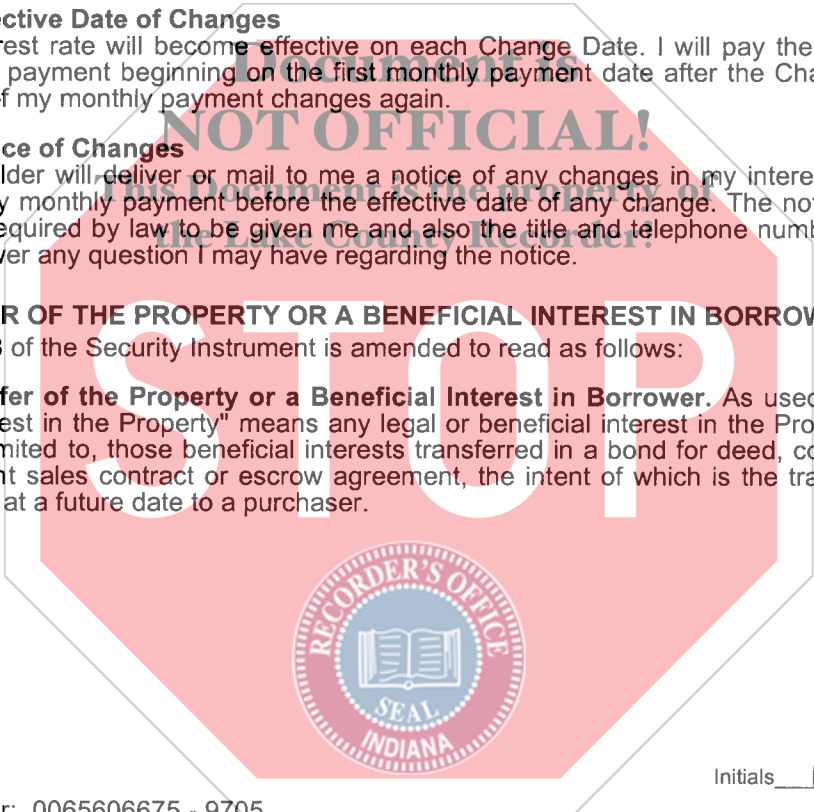 ctive Date of Changes
rest rate will become effective on each Change Date. I will pay the
payment beginning on the first monthly payment date after the Cha
f my monthly payment changes again.
ce of Changes
lder will deliver or mail to me a notice of any changes in my intere
y monthly payment before the effective date of any change. The not
equired by law to be given me and also the title and telephone numb
ver any question I may have regarding the notice.
R OF THE PROPERTY OR A BENEFICIAL INTEREST IN BORROW
of the Security Instrument is amended to read as follows:
fer of the Property or a Beneficial Interest in Borrower. As used
est in the Property" means any legal or beneficial interest in the Pro
mited to, those beneficial interests transferred in a bond for deed, co
nt sales contract or escrow agreement, the intent of which is the tra
at a future date to a purchaser.
Document is
NOT OFFICIAL!
This Document is the property of
the Lake County Recorder!
STOP
RECORDER'S OFFICE
SEAL
INDIANA
Initials
r: 0065606675 - 9705